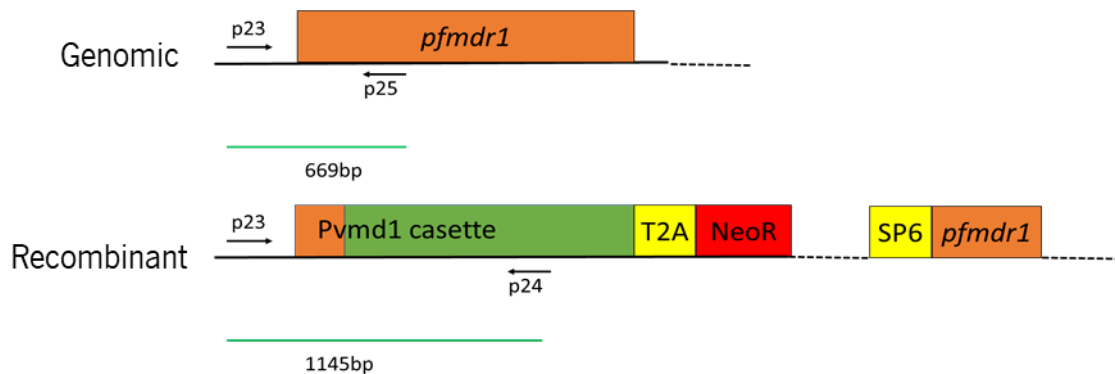 p23
pfmdr1
Genomic
p25
669bp
p23
Pvmd1 casette
T2A
NeoR
SP6
pfmdr1
Recombinant
p24
1145bp